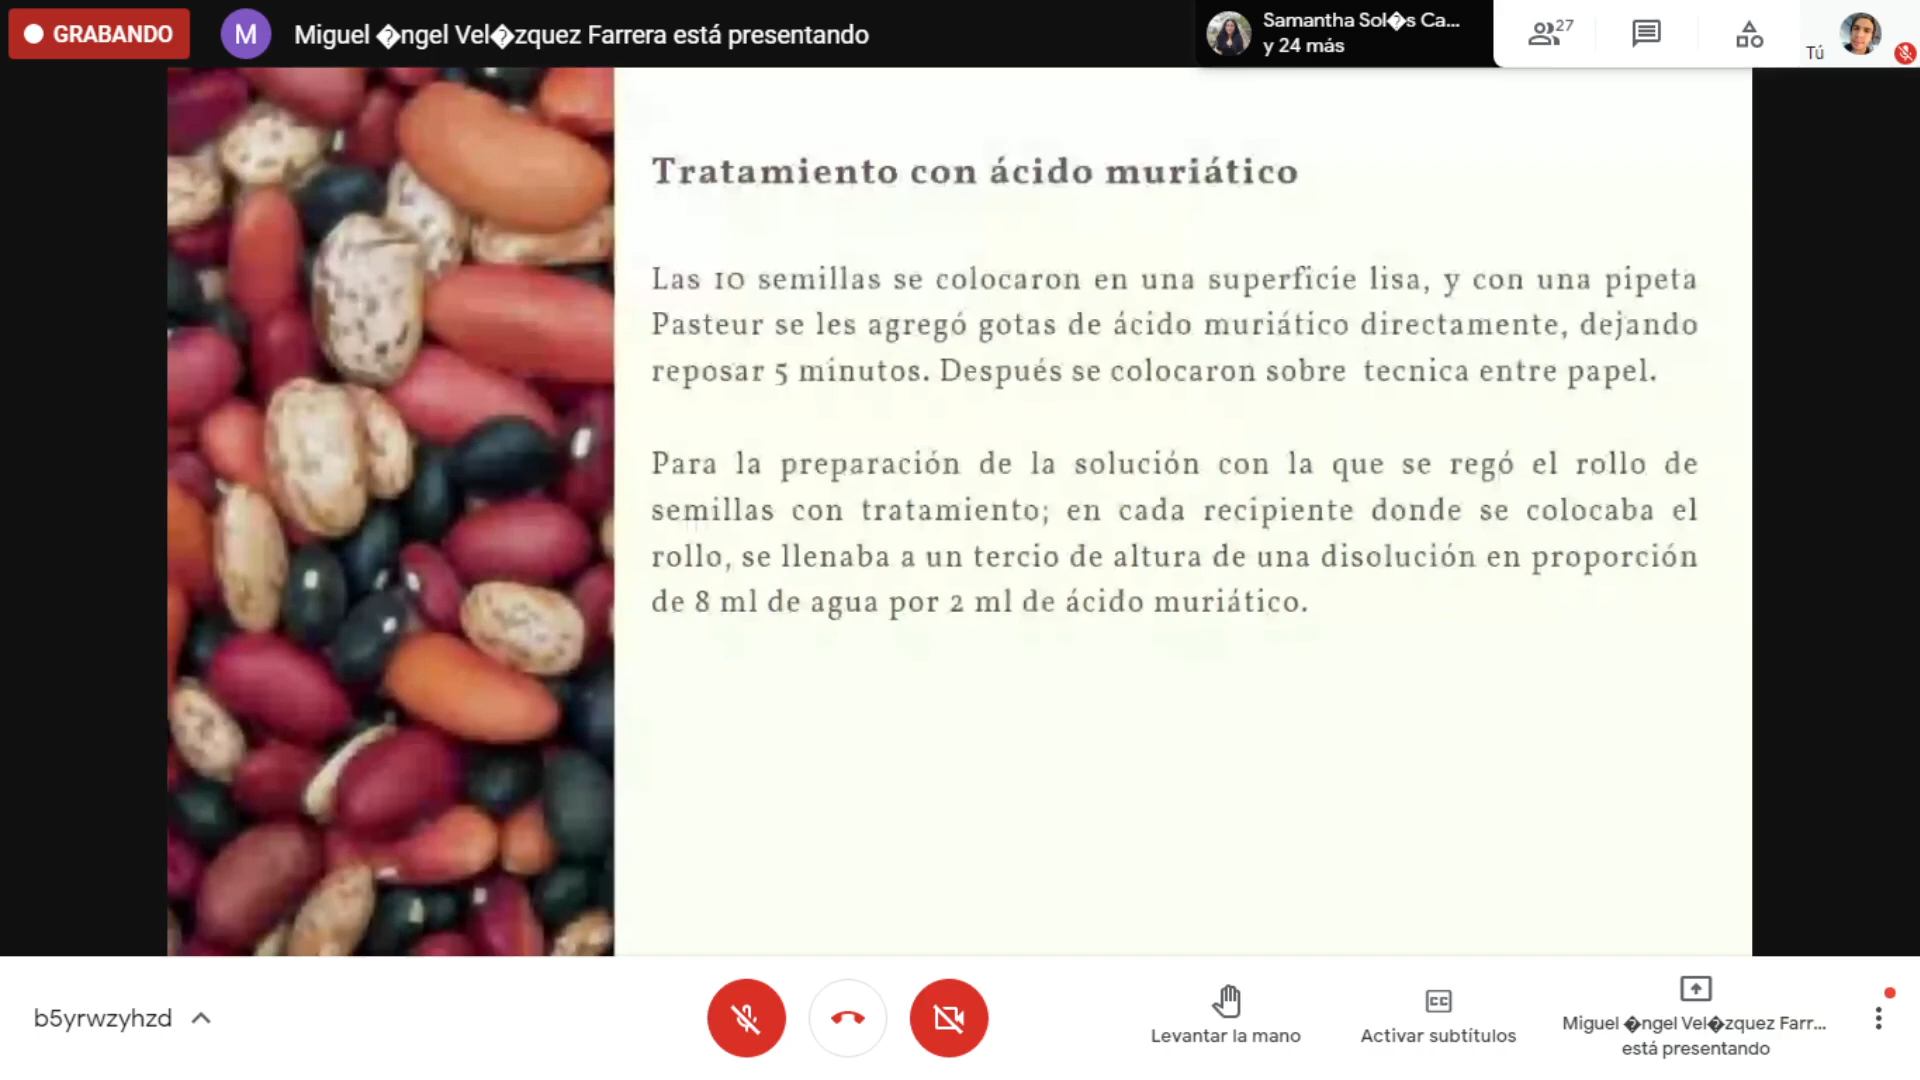 GRABANDO
M
Miguel �ngel Vel�zquez Farrera está presentando
Samantha Sol�s Ca...
y 24 más
27
Tú
Tratamiento con ácido muriático
Las 10 semillas se colocaron en una superficie lisa, y con una pipeta
Pasteur se les agregó gotas de ácido muriático directamente, dejando
reposar 5 minutos. Después se colocaron sobre tecnica entre papel.
Para la preparación de la solución con la que se regó el rollo de
semillas con tratamiento; en cada recipiente donde se colocaba el
rollo, se llenaba a un tercio de altura de una disolución en proporción
de 8 ml de agua por 2 ml de ácido muriático.
b5yrwzyhzd
Levantar la mano
CC
Activar subtítulos
Miguel �ngel Vel�zquez Farr...
está presentando